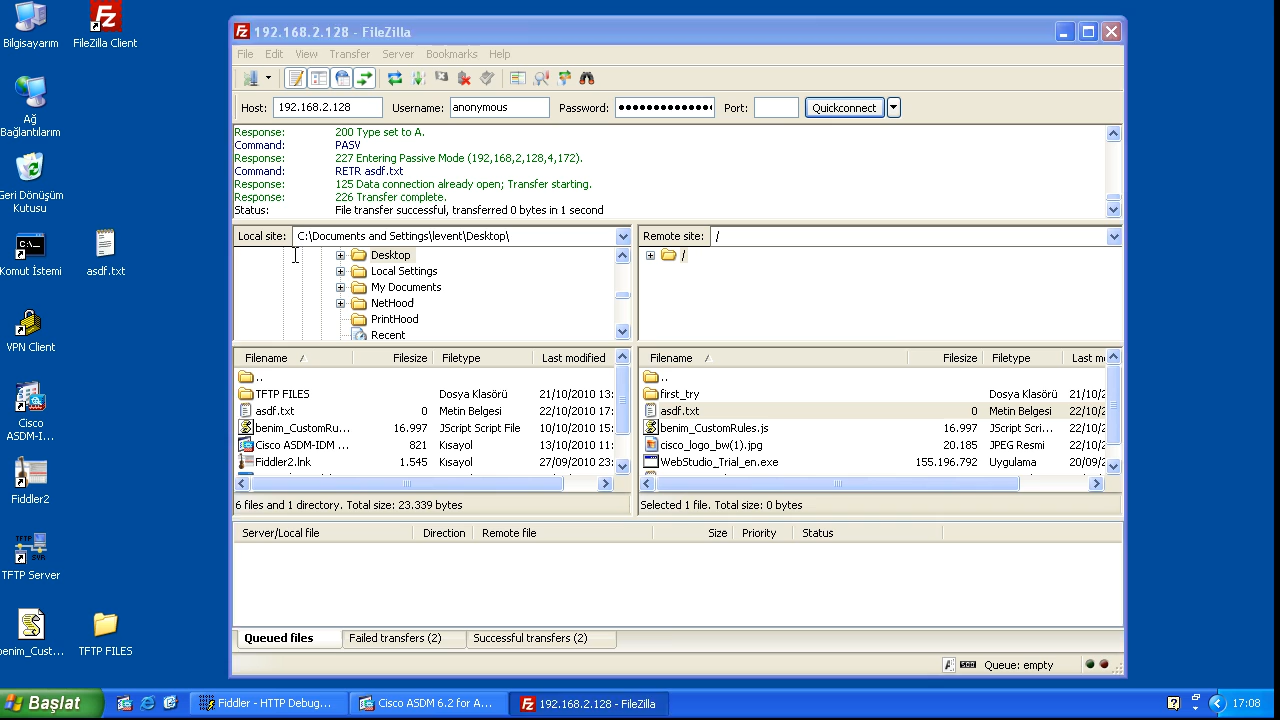 Bilgisayarım
FileZilla Client
Ağ
Bağlantılarım
Geri Dönüşüm
Kutusu
Komut İstemi
asdf.txt
VPN Client
Cisco
ASDM-I...
Fiddler2
TFTP Server
benim_Cust...
TFTP FILES
192.168.2.128 - FileZilla
File Edit View Transfer Server Bookmarks Help
Host: 192.168.2.128 Username: anonymous Password: ●●●●●●●●●●●●●● Port: Quickconnect
Response: 200 Type set to A.
Command: PASV
Response: 227 Entering Passive Mode (192,168,2,128,4,172).
Command: RETR asdf.txt
Response: 125 Data connection already open; Transfer starting.
Response: 226 Transfer complete.
Status: File transfer successful, transferred 0 bytes in 1 second
Local site: C:\Documents and Settings\levent\Desktop\
Desktop
Local Settings
My Documents
NetHood
PrintHood
Recent
Remote site: /
/
Filename Filesize Filetype Last modified
..
TFTP FILES Dosya Klasörü 21/10/2010 13:
asdf.txt 0 Metin Belgesi 22/10/2010 17:
benim_CustomRu... 16.997 JScript Script File 10/10/2010 15:
Cisco ASDM-IDM ... 821 Kısayol 13/10/2010 11:
Fiddler2.lnk 1.545 Kısayol 27/09/2010 23:
6 files and 1 directory. Total size: 23.339 bytes
Filename Filesize Filetype Last m
..
first_try Dosya Klasörü 21/10/2
asdf.txt 0 Metin Belgesi 22/10/2
benim_CustomRules.js 16.997 JScript Scri... 10/10/2
cisco_logo_bw(1).jpg 20.185 JPEG Resmi 22/10/2
WebStudio_Trial_en.exe 155.196.792 Uygulama 20/09/2
Selected 1 file. Total size: 0 bytes
Server/Local file Direction Remote file Size Priority Status
Queued files Failed transfers (2) Successful transfers (2)
Queue: empty
Başlat Fiddler - HTTP Debug... Cisco ASDM 6.2 for A... 192.168.2.128 - FileZilla 17:08